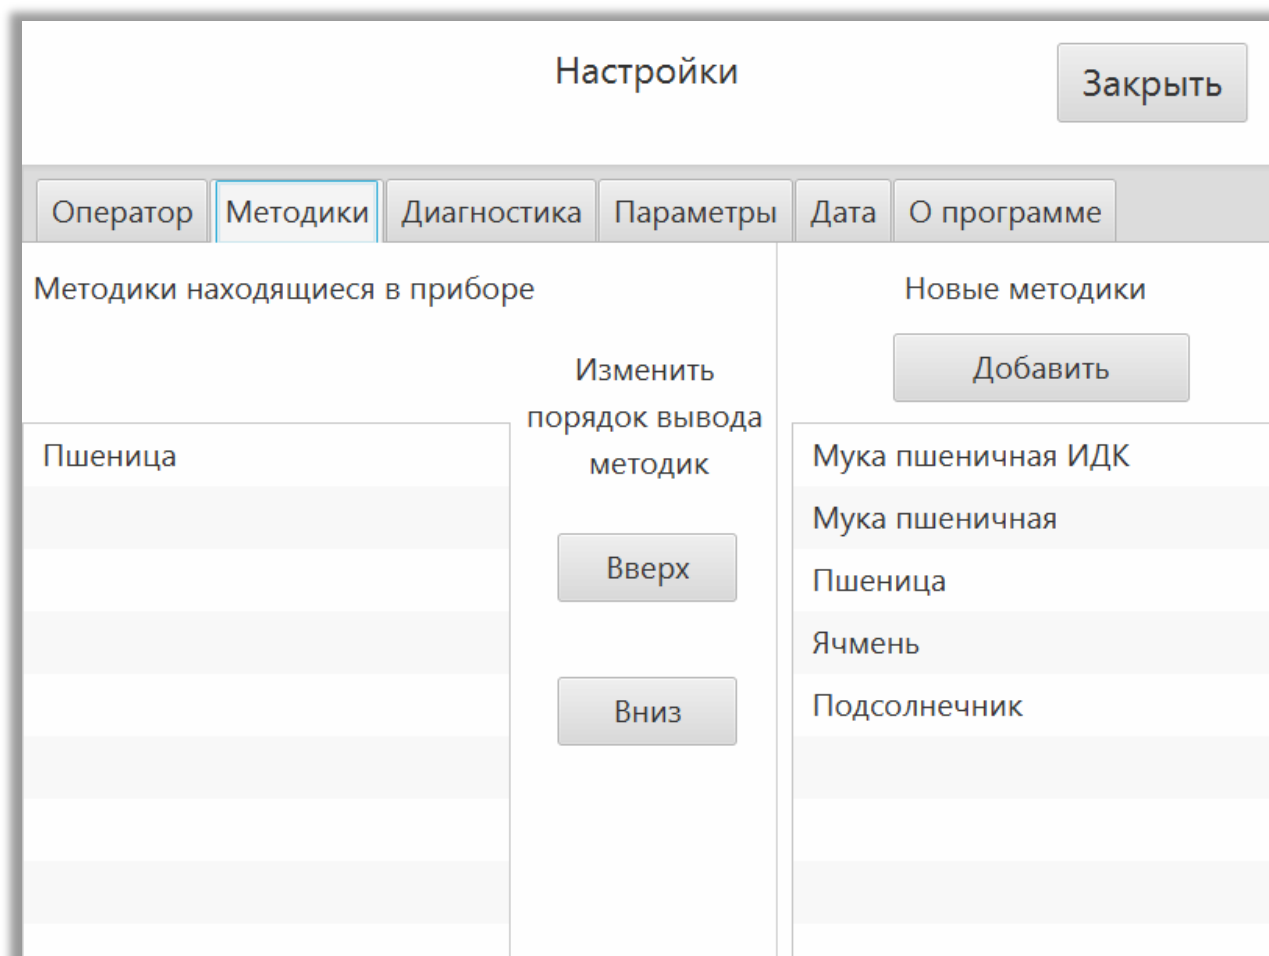 Настройки
Закрыть
Оператор
Методики
Диагностика
Параметры
Дата
О программе
Методики находящиеся в приборе
Изменить
порядок вывода
методик
Вверх
Вниз
Пшеница
Новые методики
Добавить
Мука пшеничная ИДК
Мука пшеничная
Пшеница
Ячмень
Подсолнечник